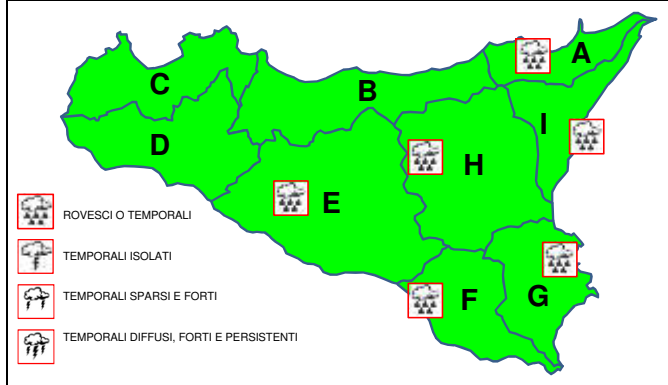 A
C
B
I
D
H
E
F
G
ROVESCI O TEMPORALI
TEMPORALI ISOLATI
TEMPORALI SPARSI E FORTI
TEMPORALI DIFFUSI, FORTI E PERSISTENTI